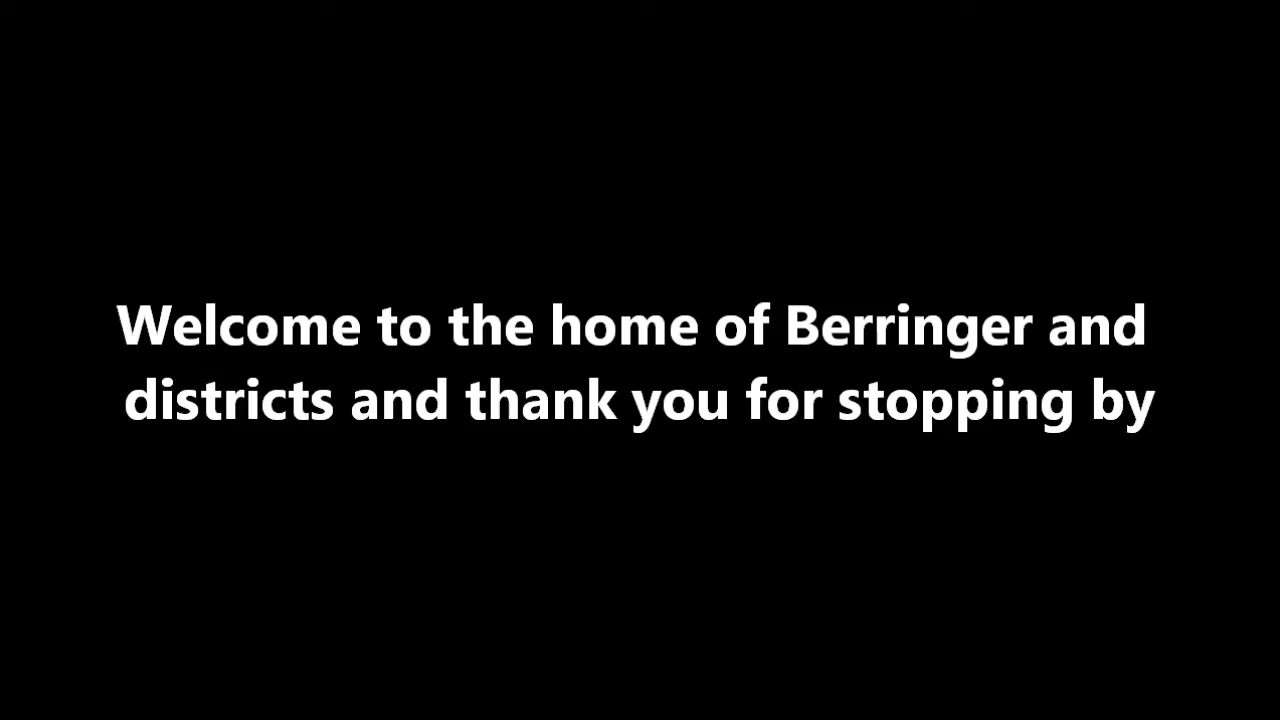 Welcome to the home of Berringer and
districts and thank you for stopping by